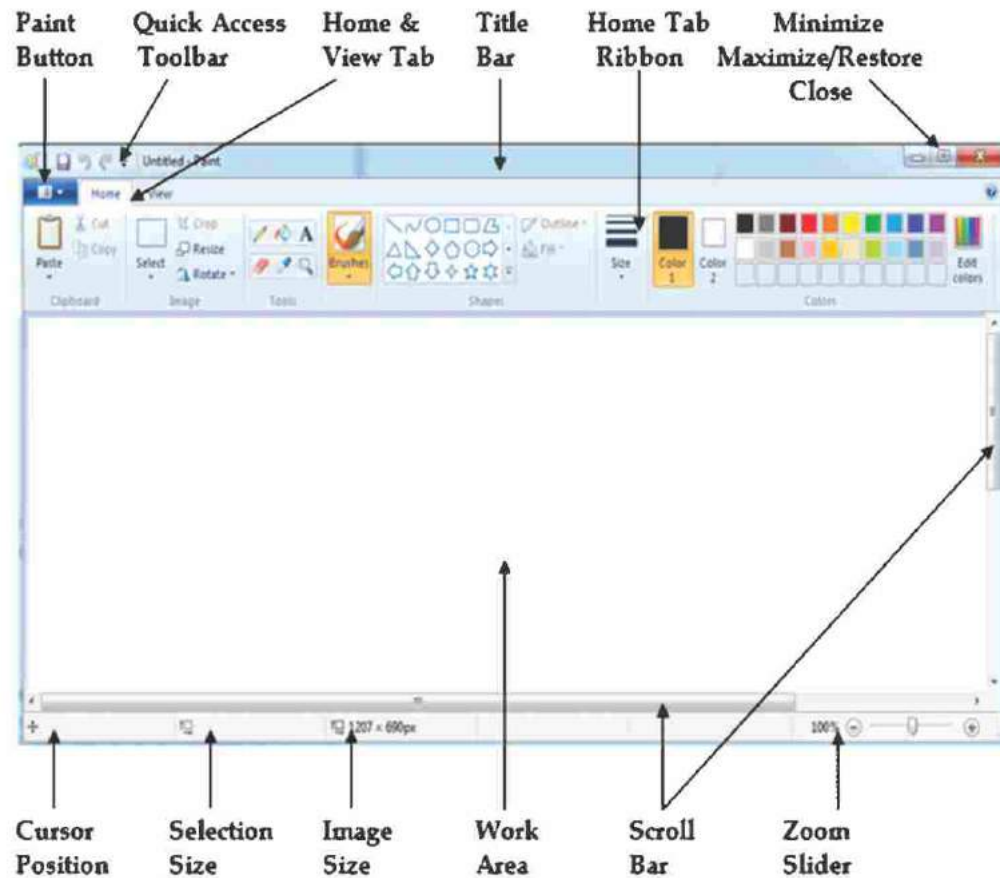 Paint Button
Quick Access Toolbar
Home & View Tab
Title Bar
Home Tab Ribbon
Minimize Maximize/Restore Close
Untitled - Paint
Home
View
Paste
Cut
Copy
Clipboard
Select
Crop
Resize
Rotate
Image
A
Tools
Brushes
Outline
Fill
Shapes
Size
Color 1
Color 2
Edit colors
Colors
1207 × 690px
100%
Cursor Position
Selection Size
Image Size
Work Area
Scroll Bar
Zoom Slider